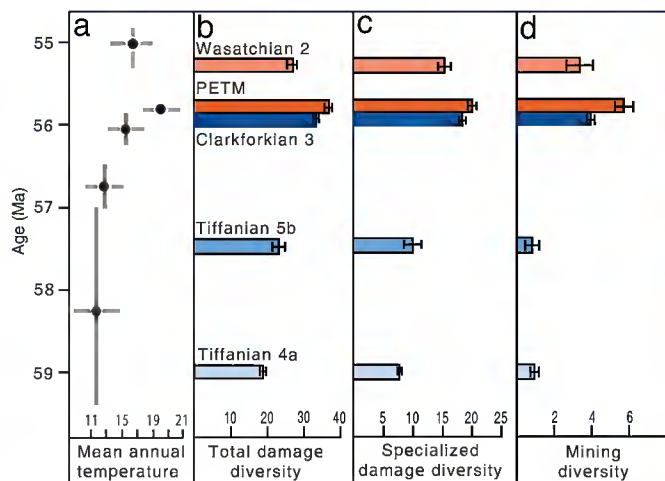 a
b
c
d
Age (Ma)
55
56
57
58
59
Wasatchian 2
PETM
Clarkforkian 3
Tiffanian 5b
Tiffanian 4a
11 15 19 21
10 20 30 40
5 10 15 20 25
2 4 6
Mean annual
temperature
Total damage
diversity
Specialized
damage diversity
Mining
diversity